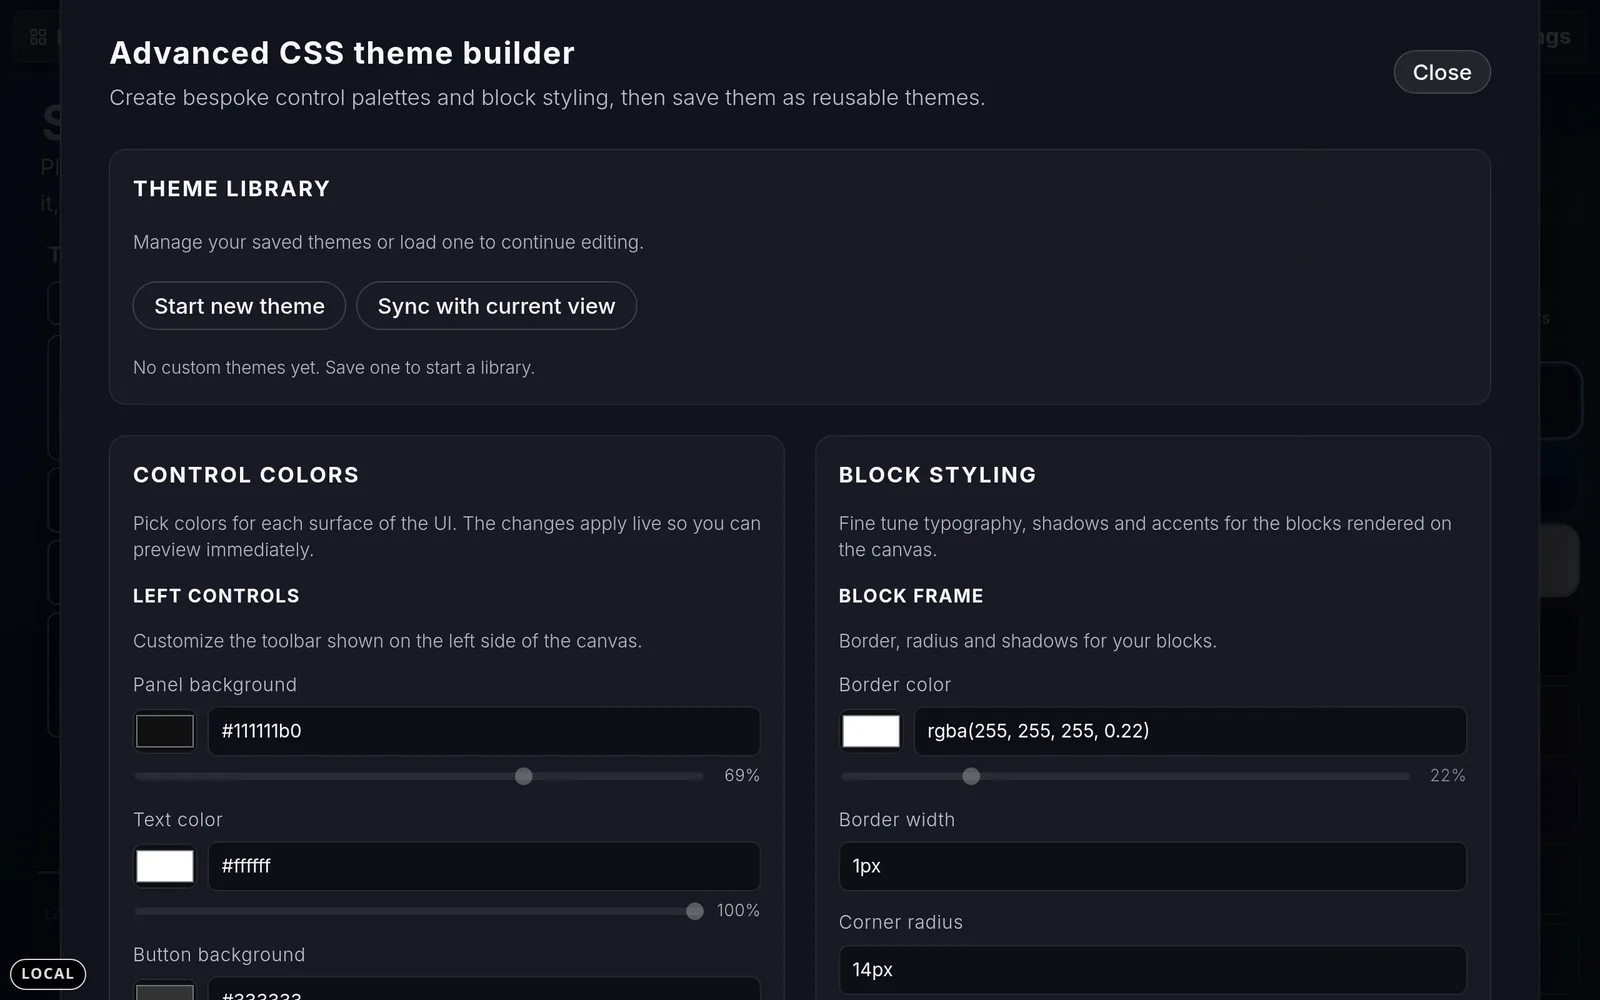 Advanced CSS theme builder
Close
Create bespoke control palettes and block styling, then save them as reusable themes.
THEME LIBRARY
Manage your saved themes or load one to continue editing.
Start new theme
Sync with current view
No custom themes yet. Save one to start a library.
CONTROL COLORS
Pick colors for each surface of the UI. The changes apply live so you can
preview immediately.
LEFT CONTROLS
Customize the toolbar shown on the left side of the canvas.
Panel background
#111111b0
69%
Text color
#ffffff
100%
Button background
#333333
BLOCK STYLING
Fine tune typography, shadows and accents for the blocks rendered on
the canvas.
BLOCK FRAME
Border, radius and shadows for your blocks.
Border color
rgba(255, 255, 255, 0.22)
22%
Border width
1px
Corner radius
14px
LOCAL